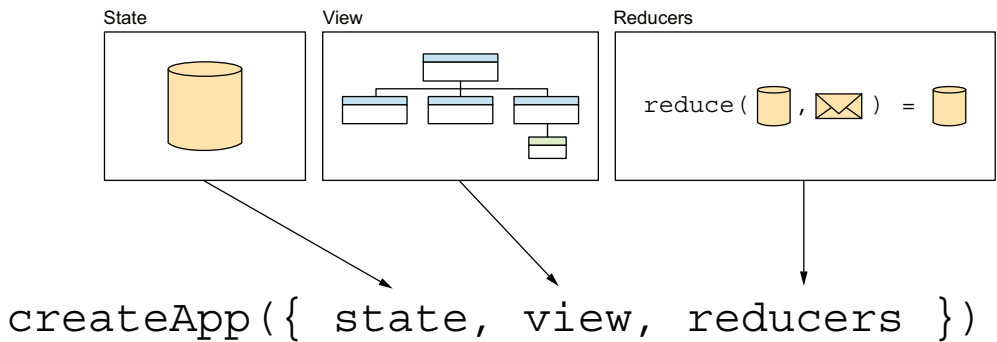 State
View
Reducers
reduce( , ) =
createApp({ state, view, reducers })